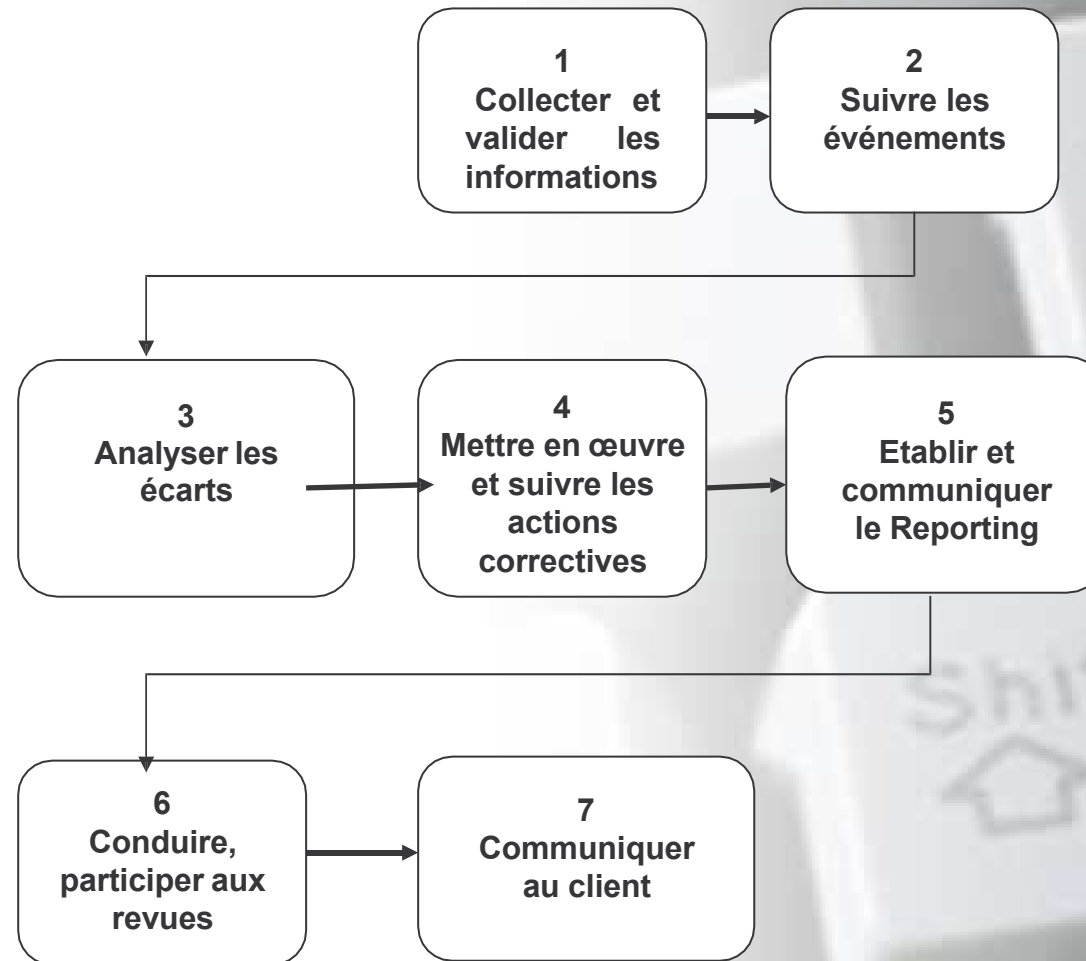 1
Collecter et
valider les
informations
2
Suivre les
événements
3
Analyser les
écarts
4
Mettre en œuvre
et suivre les
actions
correctives
5
Etablir et
communiquer
le Reporting
Shi
6
Conduire,
participer aux
revues
7
Communiquer
au client